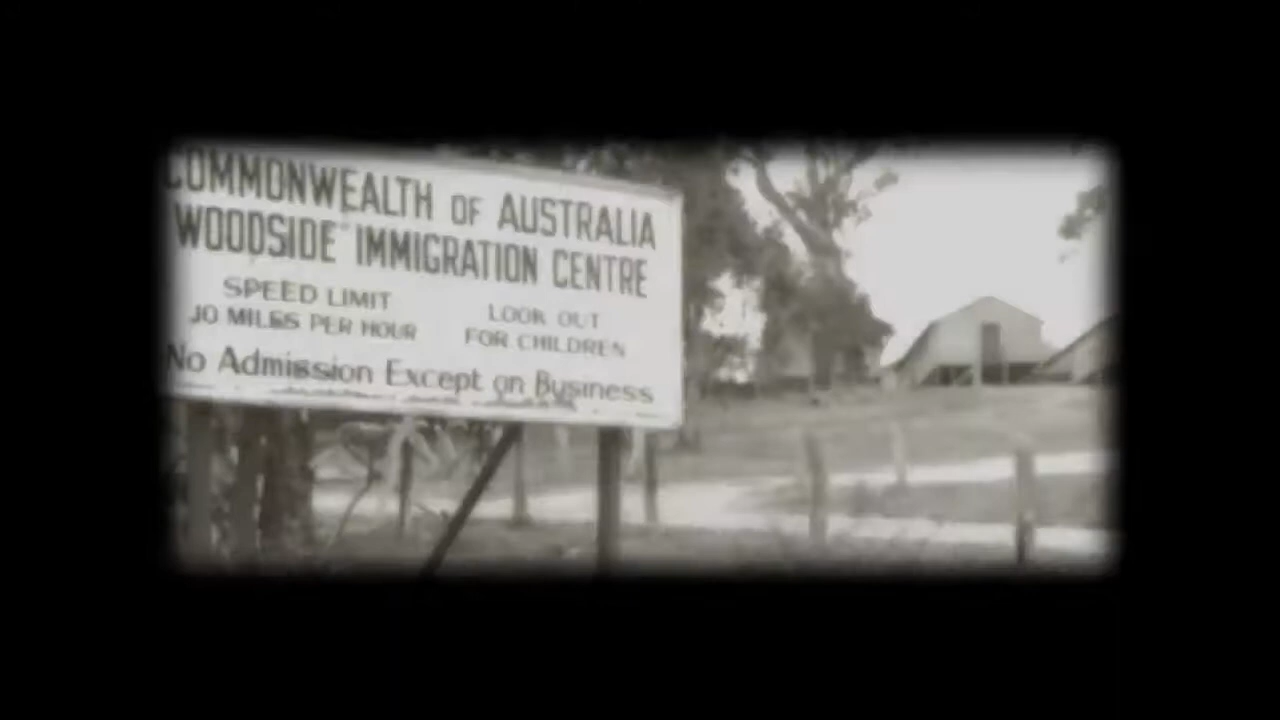 COMMONWEALTH OF AUSTRALIA
"WOODSIDE" IMMIGRATION CENTRE
SPEED LIMIT
10 MILES PER HOUR
LOOK OUT
FOR CHILDREN
No Admission Except on Business